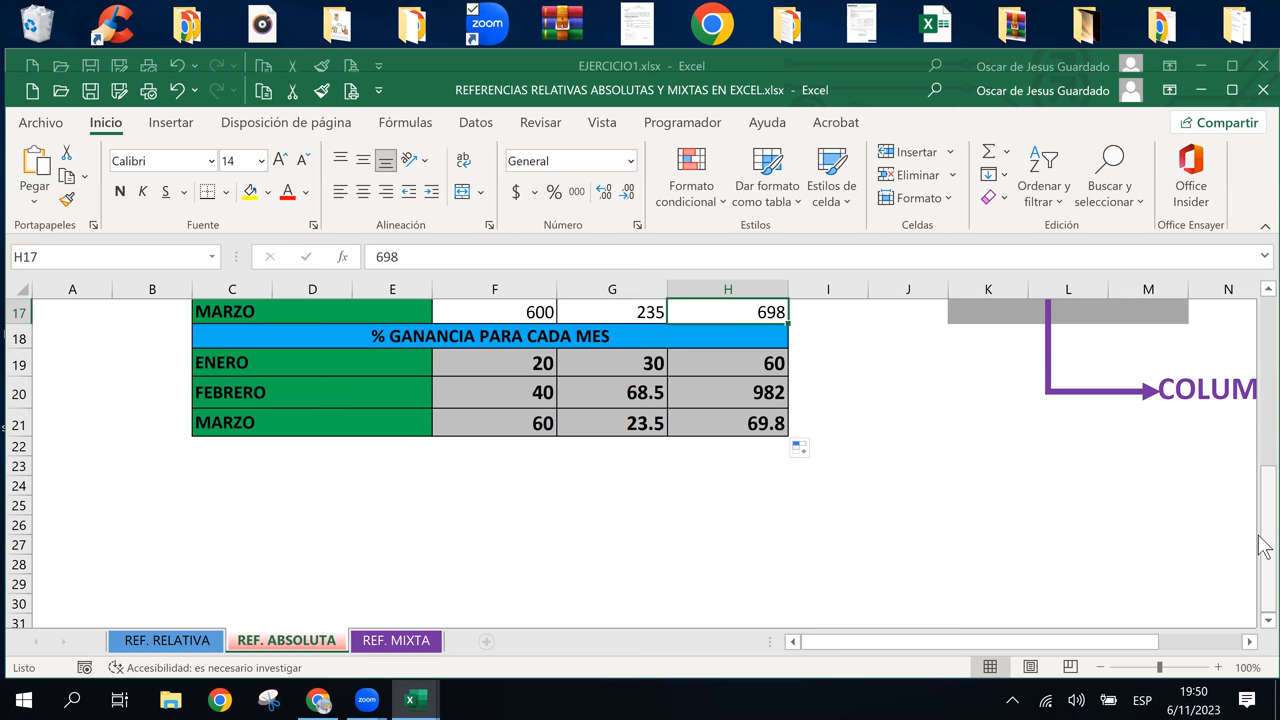 zoom
EJERCICIO1.xlsx - Excel
Oscar de Jesus Guardado
REFERENCIAS RELATIVAS ABSOLUTAS Y MIXTAS EN EXCEL.xlsx - Excel
Oscar de Jesus Guardado
Archivo Inicio Insertar Disposición de página Fórmulas Datos Revisar Vista Programador Ayuda Acrobat Compartir
Pegar
Portapapeles
Calibri 14
N K S
Fuente
Alineación
General
$ % 000
Número
Formato condicional
Dar formato como tabla
Estilos de celda
Estilos
Insertar
Eliminar
Formato
Celdas
Ordenar y filtrar
Buscar y seleccionar
Edición
Office Insider
Office Ensayer
H17 fx 698
A B C D E F G H I J K L M N
17 MARZO 600 235 698
18 % GANANCIA PARA CADA MES
19 ENERO 20 30 60
20 FEBRERO 40 68.5 982 COLUM
21 MARZO 60 23.5 69.8
22
23
24
25
26
27
28
29
30
31
REF. RELATIVA REF. ABSOLUTA REF. MIXTA
Listo Accesibilidad: es necesario investigar 100%
zoom ESP 19:50
6/11/2023